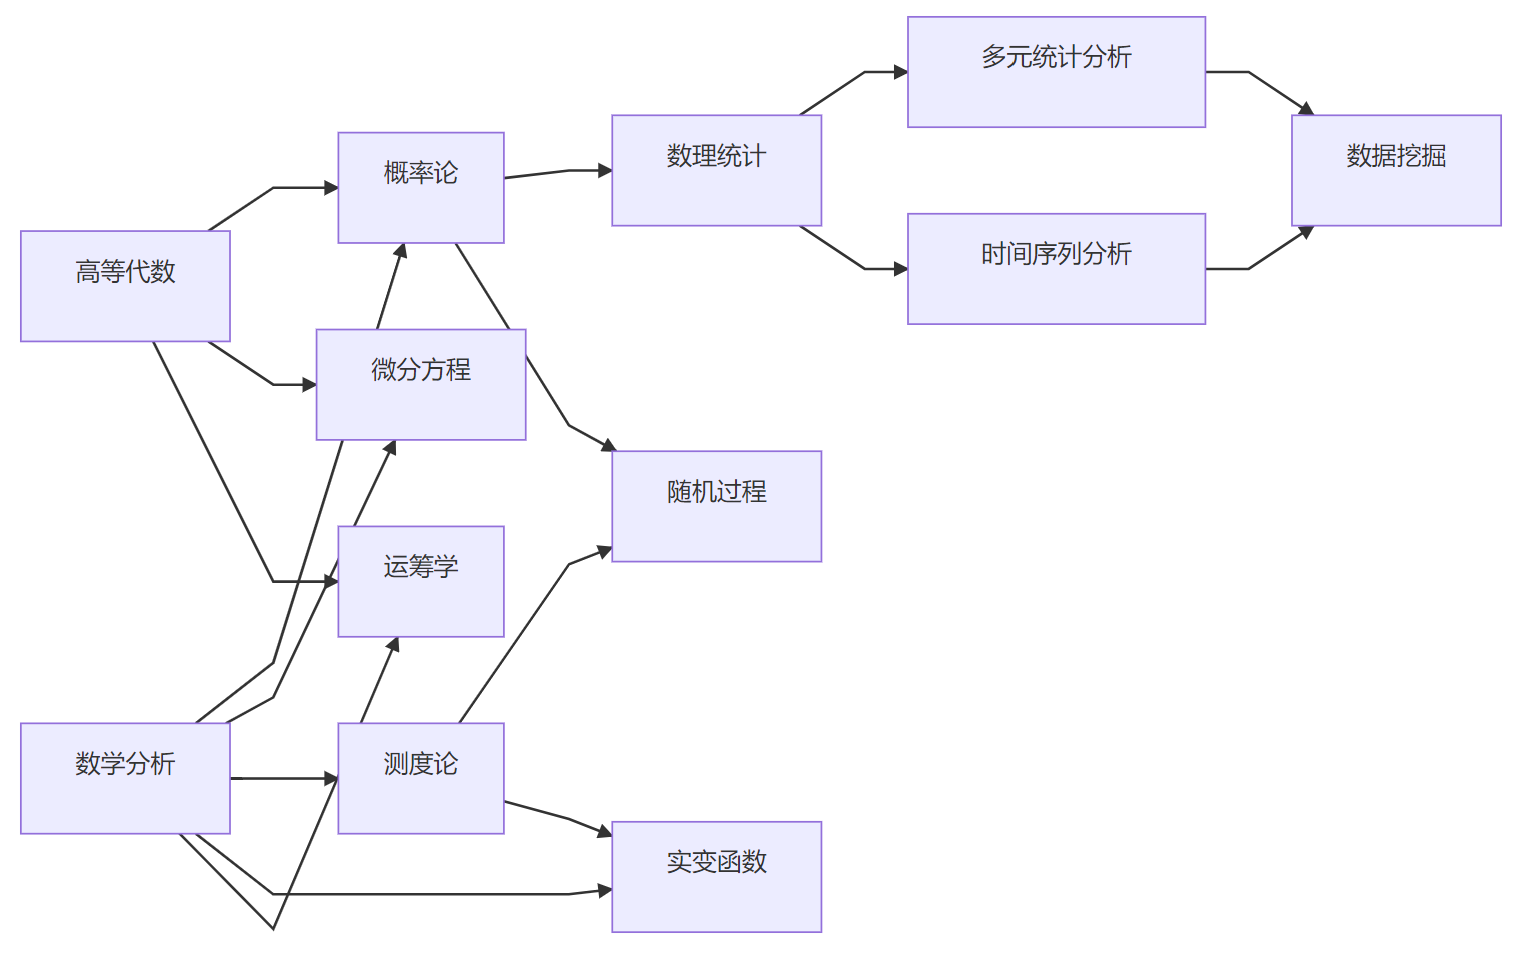 多元统计分析
概率论
数理统计
数据挖掘
高等代数
时间序列分析
微分方程
随机过程
运筹学
数学分析
测度论
实变函数